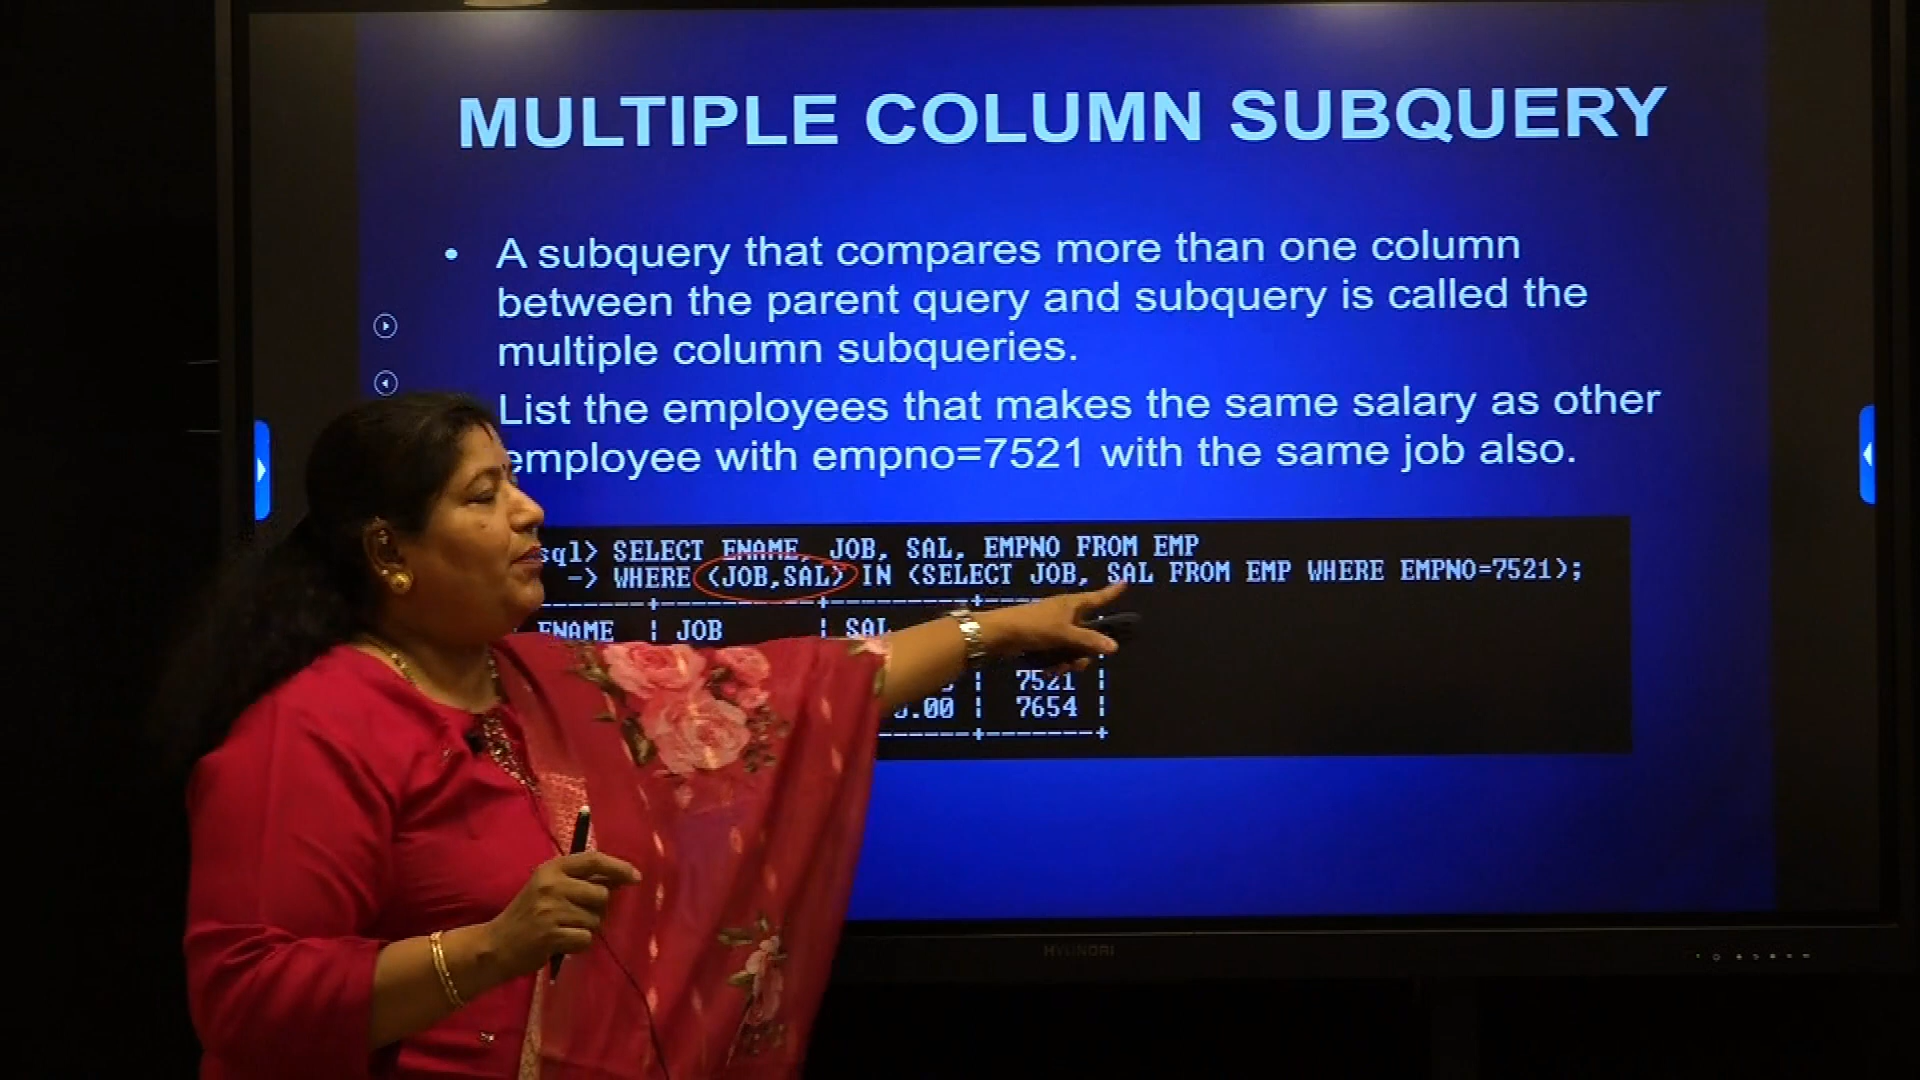 MULTIPLE COLUMN SUBQUERY
• A subquery that compares more than one column
between the parent query and subquery is called the
multiple column subqueries.
List the employees that makes the same salary as other
employee with empno=7521 with the same job also.
sql> SELECT ENAME, JOB, SAL, EMPNO FROM EMP
-> WHERE (JOB,SAL) IN (SELECT JOB, SAL FROM EMP WHERE EMPNO=7521);
ENAME | JOB | SAL
| 7521 |
.00 | 7654 |
HYUNDAI